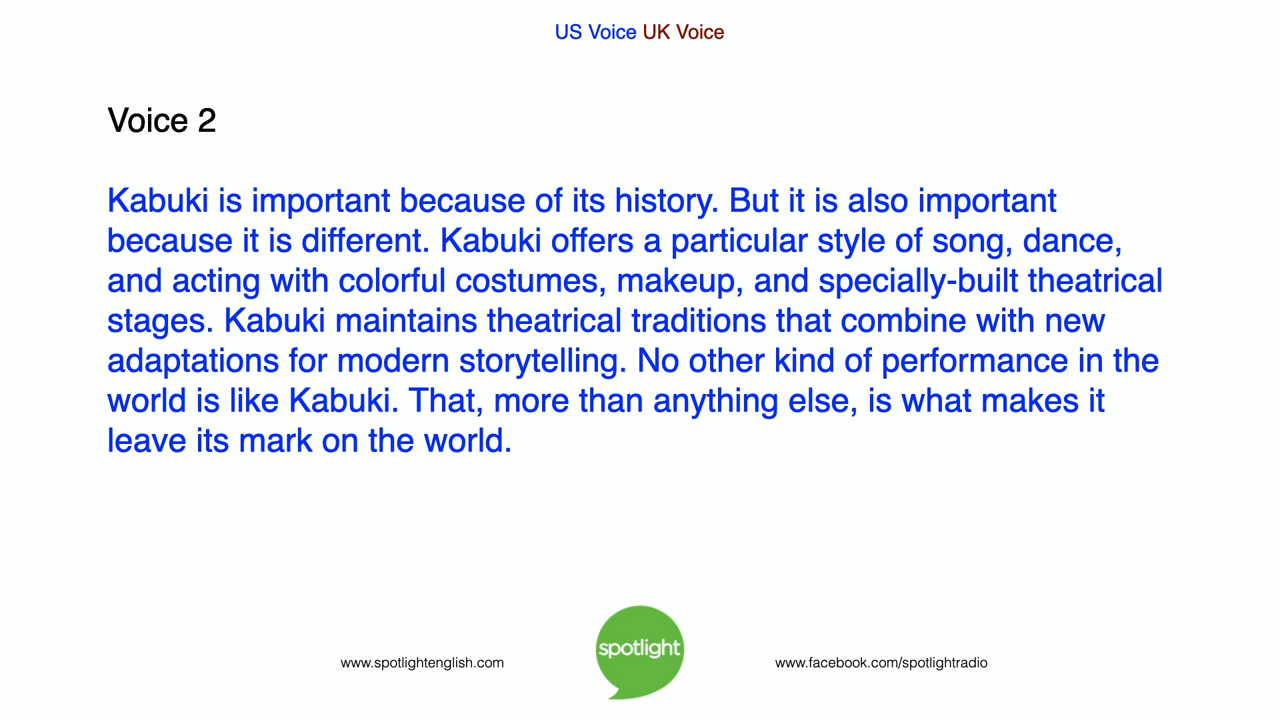 US Voice UK Voice
Voice 2
Kabuki is important because of its history. But it is also important
because it is different. Kabuki offers a particular style of song, dance,
and acting with colorful costumes, makeup, and specially-built theatrical
stages. Kabuki maintains theatrical traditions that combine with new
adaptations for modern storytelling. No other kind of performance in the
world is like Kabuki. That, more than anything else, is what makes it
leave its mark on the world.
www.spotlightenglish.com
spotlight
www.facebook.com/spotlightradio